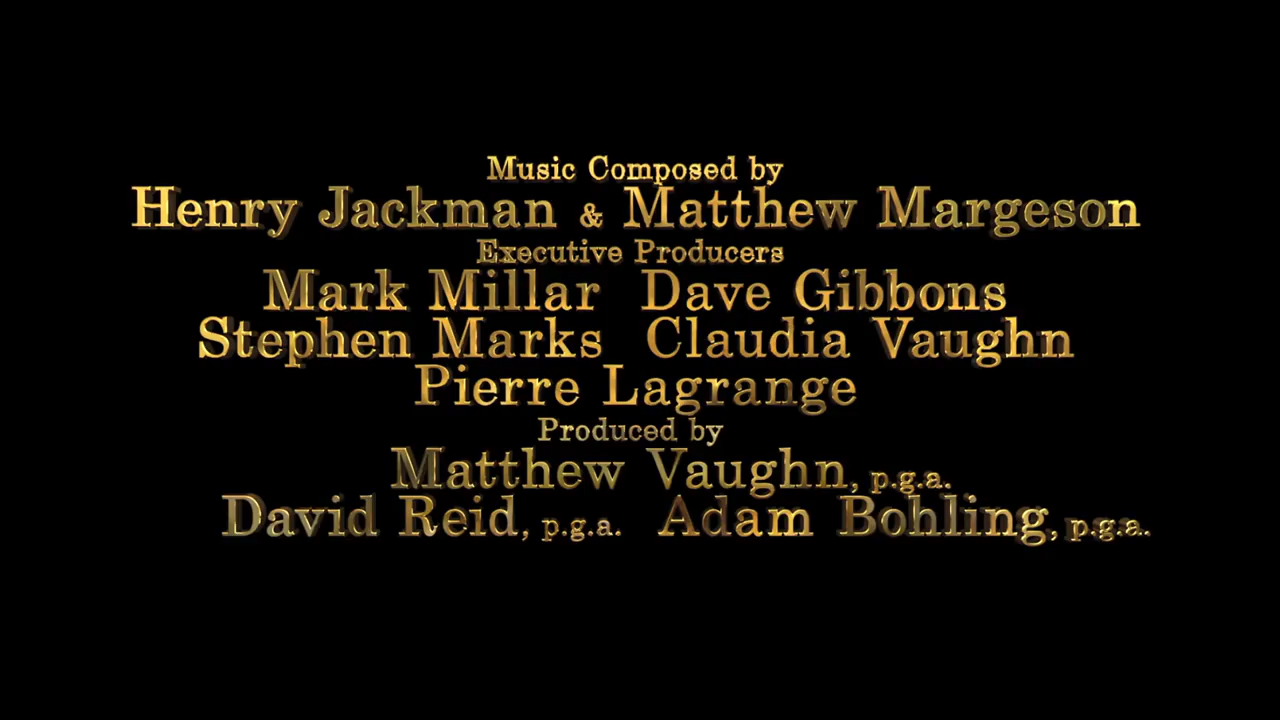 Music Composed by
Henry Jackman & Matthew Margeson
Executive Producers
Mark Millar Dave Gibbons
Stephen Marks Claudia Vaughn
Pierre Lagrange
Produced by
Matthew Vaughn, p.g.a.
David Reid, p.g.a. Adam Bohling, p.g.a.